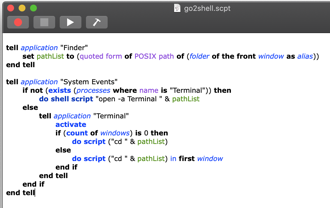 go2shell.scpt
tell application "Finder"
set pathList to (quoted form of POSIX path of (folder of the front window as alias))
end tell
tell application "System Events"
if not (exists (processes where name is "Terminal")) then
do shell script "open -a Terminal " & pathList
else
tell application "Terminal"
activate
if (count of windows) is 0 then
do script ("cd " & pathList)
else
do script ("cd " & pathList) in first window
end if
end tell
end if
end tell